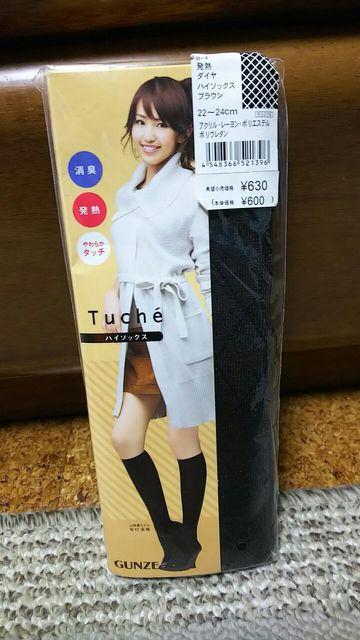 発熱
ダイヤ
ハイソックス
ブラウン
22～24cm
アクリル・レーヨン・ポリエステル
ポリウレタン
4 548366 521396
希望小売価格 ¥630
(本体価格 ¥600)
消臭
発熱
やわらか
タッチ
Tuché
ハイソックス
GUNZE